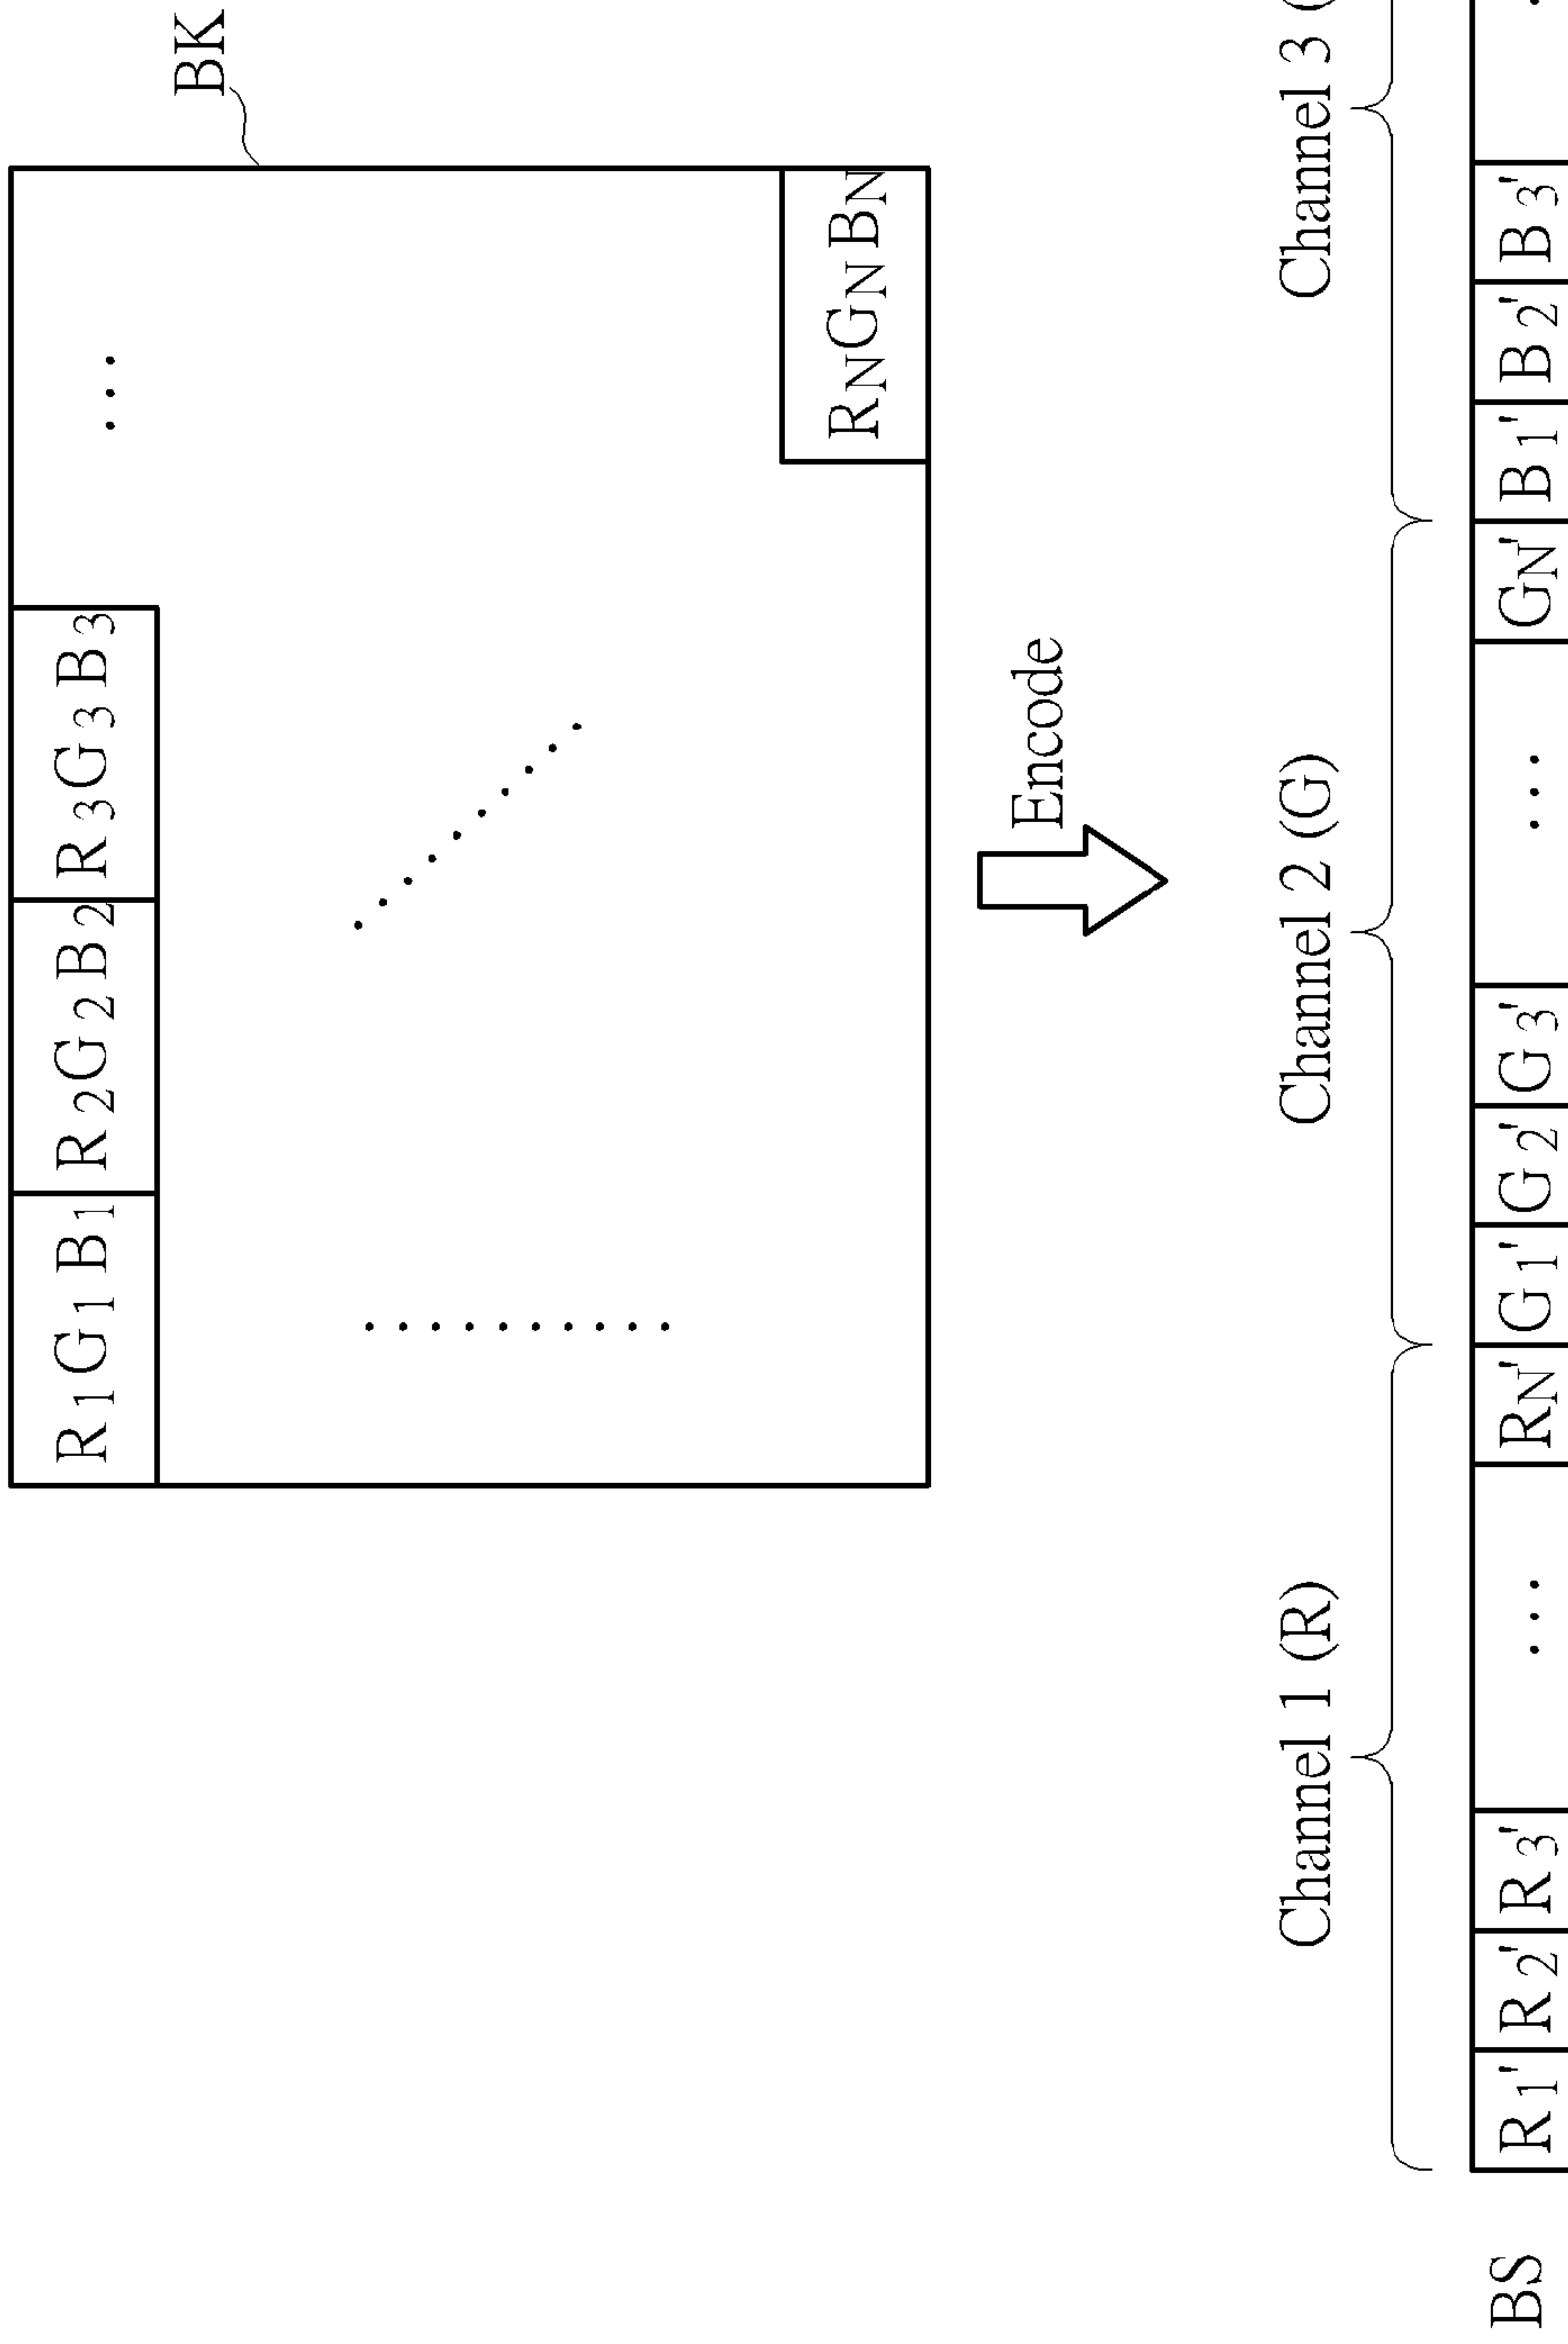 BK
R1G1B1 R2G2B2 R3G3B3 ...
RNGNBN
Encode
Channel 1 (R) Channel 2 (G) Channel 3 (
BS R1' R2' R3' ... RN' G1' G2' G3' ... GN' B1' B2' B3'